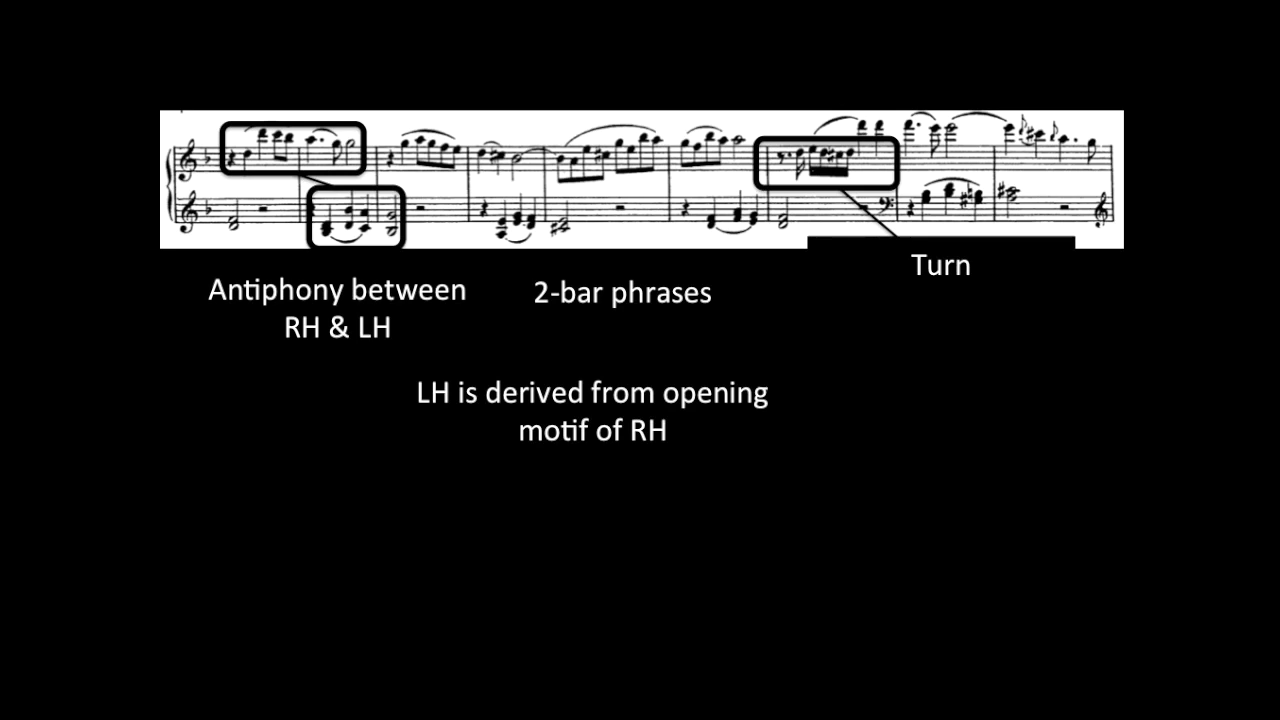 Antiphony between
RH & LH
2-bar phrases
Turn
LH is derived from opening
motif of RH